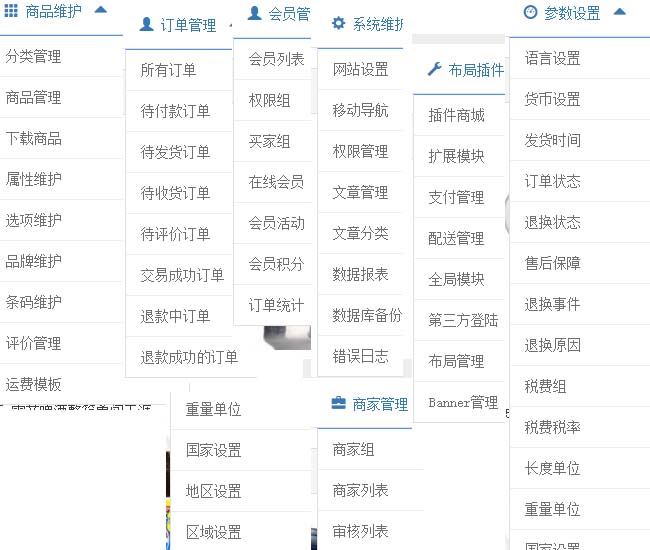 商品维护
分类管理
商品管理
下载商品
属性维护
选项维护
品牌维护
条码维护
评价管理
运费模板
订单管理
所有订单
待付款订单
待发货订单
待收货订单
待评价订单
交易成功订单
退款中订单
退款成功的订单
重量单位
国家设置
地区设置
区域设置
会员管
会员列表
权限组
买家组
在线会员
会员活动
会员积分
订单统计
系统维护
网站设置
移动导航
权限管理
文章管理
文章分类
数据报表
数据库备份
错误日志
商家管理
商家组
商家列表
审核列表
布局插件
插件商城
扩展模块
支付管理
配送管理
全局模块
第三方登陆
布局管理
Banner管理
参数设置
语言设置
货币设置
发货时间
订单状态
退换状态
售后保障
退换事件
退换原因
税费组
税费税率
长度单位
重量单位
国家设置